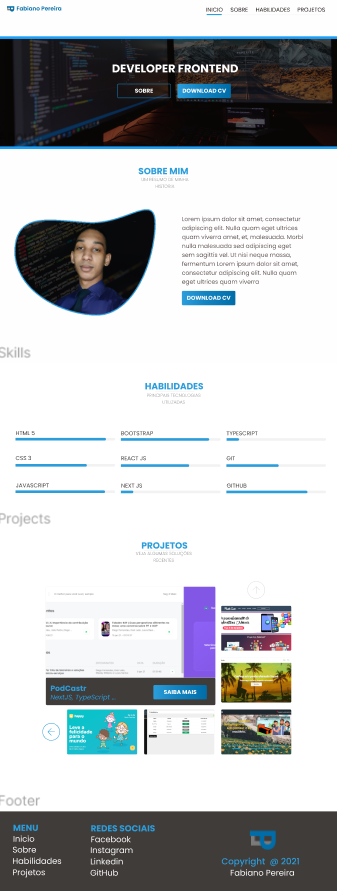 Fabiano Pereira
INICIO SOBRE HABILIDADES PROJETOS
DEVELOPER FRONTEND
SOBRE DOWNLOAD CV
SOBRE MIM
UM RESUMO DE MINHA
HISTORIA
Lorem ipsum dolor sit amet, consectetur
adipiscing elit. Nulla quam eget ultrices
quam viverra amet, et, malesuada. Morbi
nulla malesuada sed adipiscing eget
sem sagittis vel. Ut nisi neque massa,
fermentum Lorem ipsum dolor sit amet,
consectetur adipiscing elit. Nulla quam
eget ultrices quam viverra
DOWNLOAD CV
Skills
HABILIDADES
PRINCIPAIS TECNOLOGIAS
UTILIZADAS
HTML 5 BOOTSTRAP TYPESCRIPT
CSS 3 REACT JS GIT
JAVASCRIPT NEXT JS GITHUB
Projects
PROJETOS
VEJA ALGUMAS SOLUÇÕES
RECENTES
PodCastr
NextJS, TypeScript ...
SAIBA MAIS
Leve a
felicidade
para o
mundo
Footer
MENU
Inicio
Sobre
Habilidades
Projetos
REDES SOCIAIS
Facebook
Instagram
Linkedin
GitHub
Copyright @ 2021
Fabiano Pereira